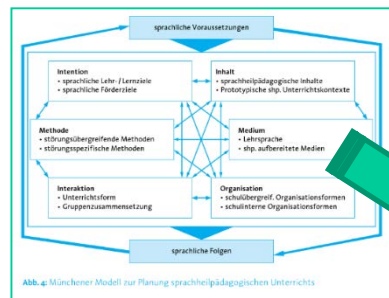 sprachliche Voraussetzungen
Intention
• sprachliche Lehr-/Lernziele
• sprachliche Förderziele
Inhalt
• sprachheilpädagogische Inhalte
• Prototypische shp. Unterrichtskontexte
Methode
• störungsübergreifende Methoden
• störungsspezifische Methoden
Medium
• Lehrsprache
• shp. aufbereitete Medien
Interaktion
• Unterrichtsform
• Gruppenzusammensetzung
Organisation
• schulübergreif. Organisationsformen
• schulinterne Organisationsformen
sprachliche Folgen
Abb. 4: Münchener Modell zur Planung sprachheilpädagogischen Unterrichts